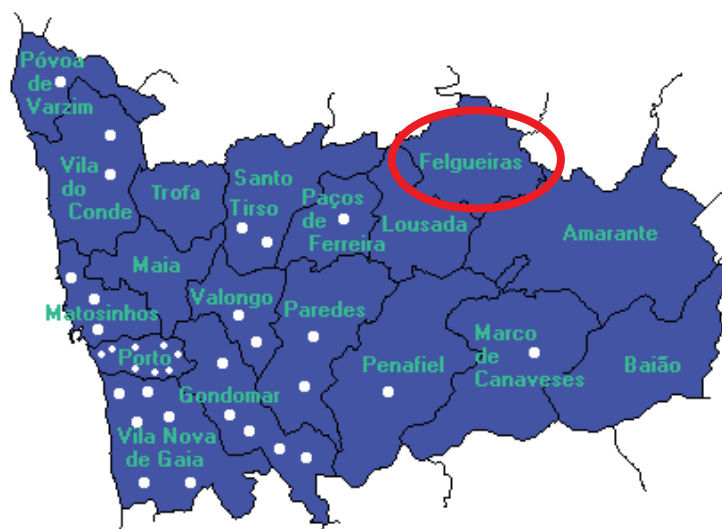 Póvoa
de
Varzim
Vila
do
Conde
Trofa
Santo
Tirso
Paços
de
Ferreira
Felgueiras
Lousada
Amarante
Maia
Matosinhos
Valongo
Paredes
Porto
Penafiel
Marco
de
Canaveses
Baião
Gondomar
Vila Nova
de Gaia